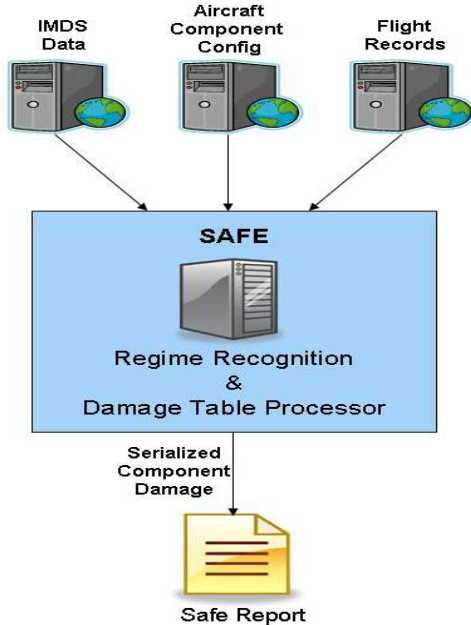 IMDS
Data
Aircraft
Component
Config
Flight
Records
SAFE
Regime Recognition
&
Damage Table Processor
Serialized
Component
Damage
Safe Report